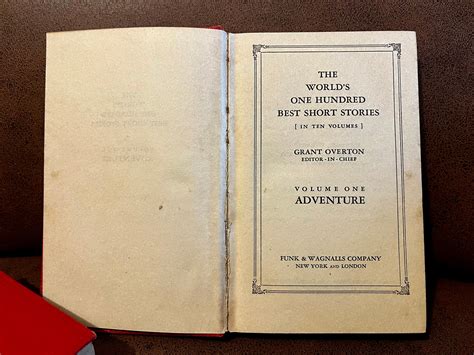 THE
WORLD'S
ONE HUNDRED
BEST SHORT STORIES
[ IN TEN VOLUMES ]
GRANT OVERTON
EDITOR-IN-CHIEF
VOLUME ONE
ADVENTURE
FUNK & WAGNALLS COMPANY
NEW YORK AND LONDON